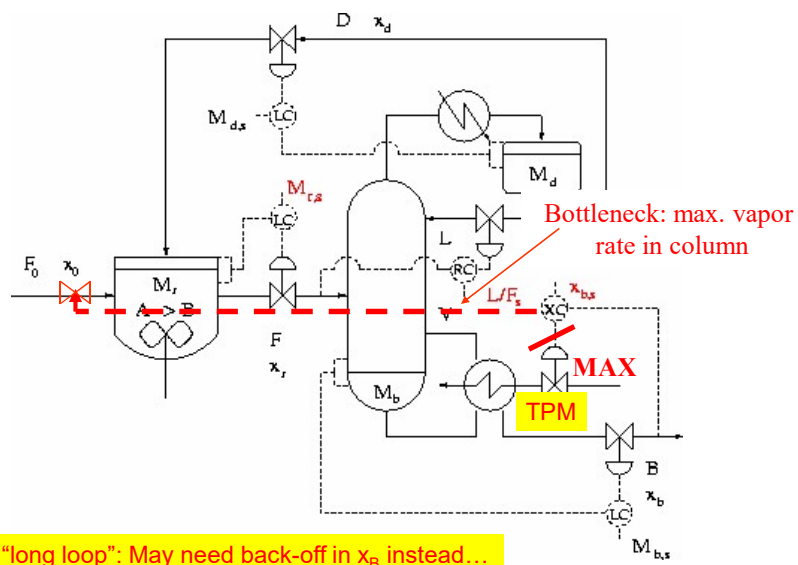 D x_d
M_d,s
LC
M_d
M_r,s
LC
Bottleneck: max. vapor
rate in column
L
RC
F_0 x_0
M_r
A -> B
L/F_s
x_b,s
XC
V
F
x_r
MAX
M_b
TPM
B
x_b
LC
M_b,s
“long loop”: May need back-off in x_B instead…